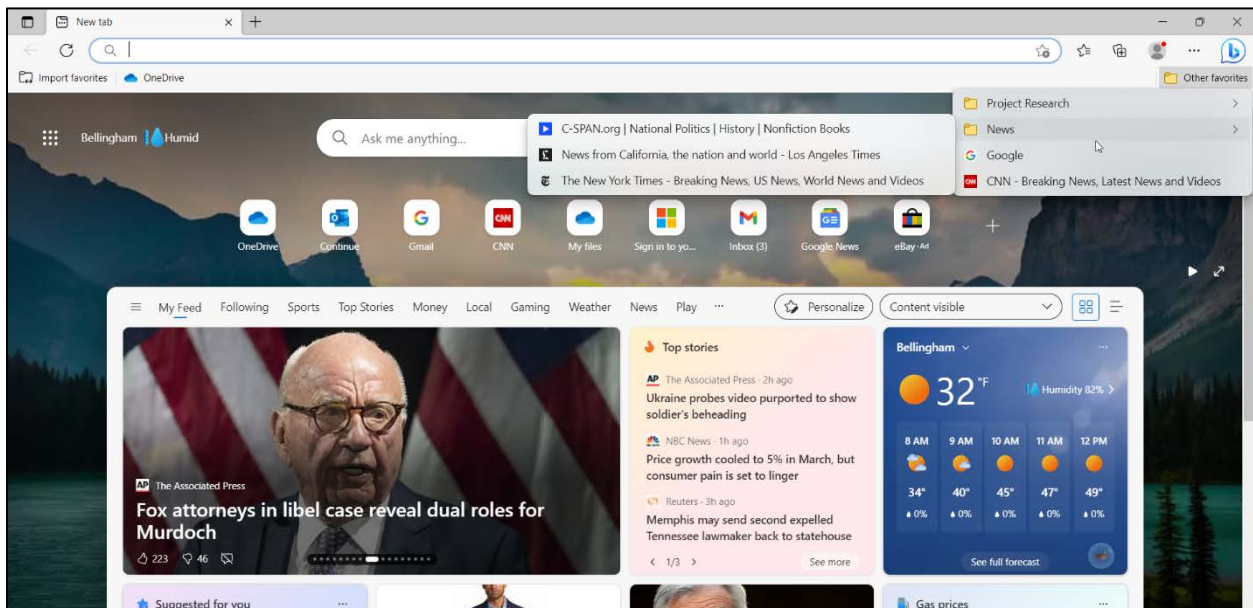 New tab
Import favorites
OneDrive
Other favorites
Project Research
News
Google
CNN - Breaking News, Latest News and Videos
C-SPAN.org | National Politics | History | Nonfiction Books
News from California, the nation and world - Los Angeles Times
The New York Times - Breaking News, US News, World News and Videos
Bellingham Humid
Ask me anything...
OneDrive
Continue
Gmail
CNN
My files
Sign in to yo...
Inbox (3)
Google News
eBay · Ad
My Feed Following Sports Top Stories Money Local Gaming Weather News Play ...
Personalize
Content visible
AP The Associated Press
Fox attorneys in libel case reveal dual roles for
Murdoch
223 46
Top stories
AP The Associated Press · 2h ago
Ukraine probes video purported to show
soldier's beheading
NBC News · 1h ago
Price growth cooled to 5% in March, but
consumer pain is set to linger
Reuters · 3h ago
Memphis may send second expelled
Tennessee lawmaker back to statehouse
1/3
See more
Bellingham
32 °F
Humidity 82%
8 AM 9 AM 10 AM 11 AM 12 PM
34° 40° 45° 47° 49°
0% 0% 0% 0% 0%
See full forecast
Suggested for you
Gas prices